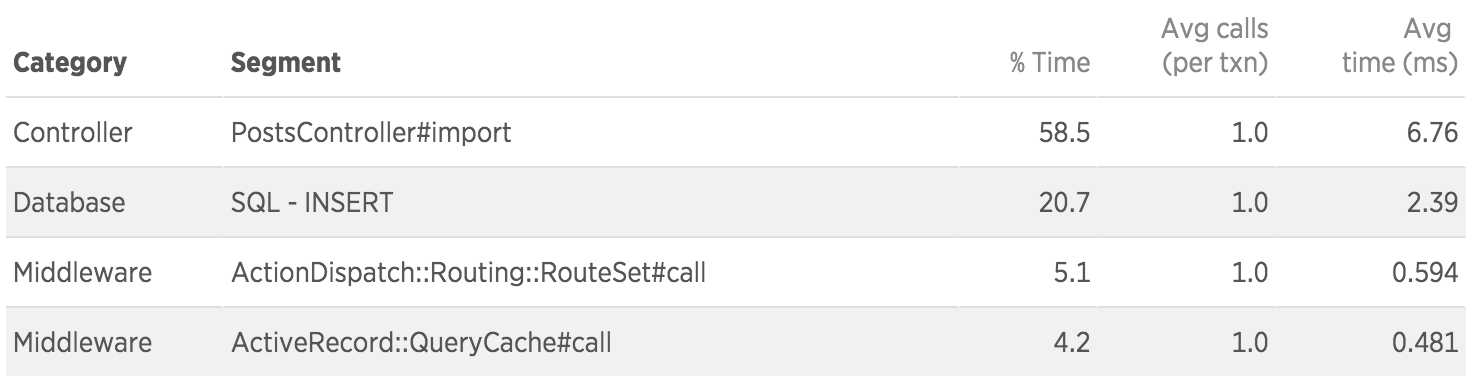 Category Segment % Time Avg calls (per txn) Avg time (ms)
Controller PostsController#import 58.5 1.0 6.76
Database SQL - INSERT 20.7 1.0 2.39
Middleware ActionDispatch::Routing::RouteSet#call 5.1 1.0 0.594
Middleware ActiveRecord::QueryCache#call 4.2 1.0 0.481